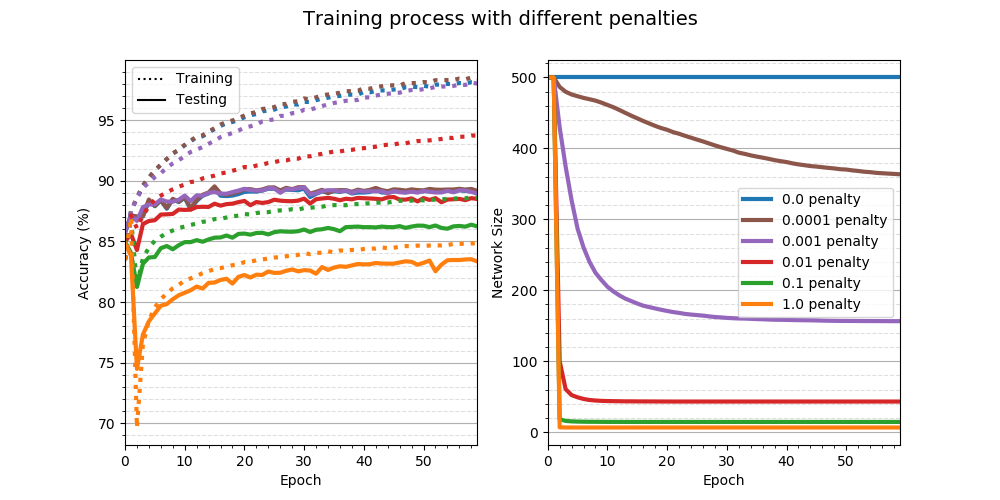 Training process with different penalties
Training
Testing
95
90
85
80
75
70
Accuracy (%)
0 10 20 30 40 50
Epoch
500
400
300
200
100
0
Network Size
0.0 penalty
0.0001 penalty
0.001 penalty
0.01 penalty
0.1 penalty
1.0 penalty
0 10 20 30 40 50
Epoch